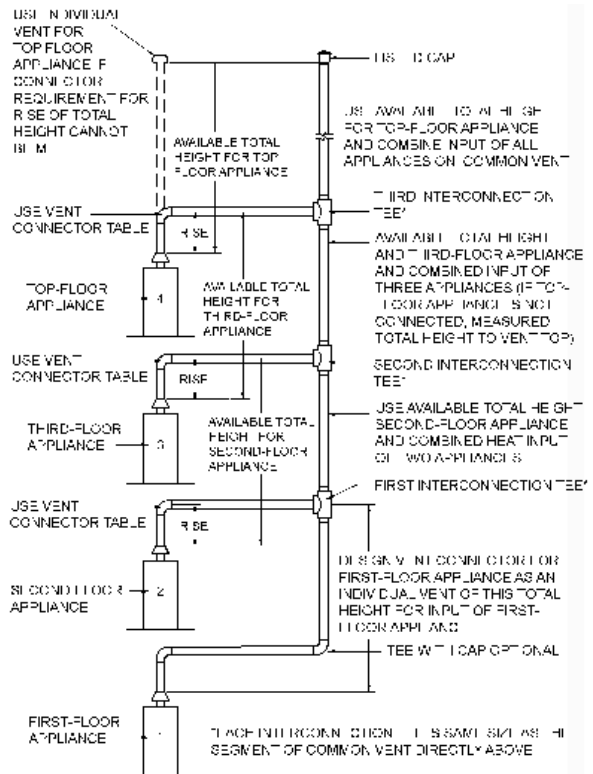 USE INDIVIDUAL
VENT FOR
TOP FLOOR
APPLIANCE IF
CONNECTOR
REQUIREMENT FOR
RISE OF TOTAL
HEIGHT CANNOT
BE M
LISTED CAP
AVAILABLE TOTAL
HEIGHT FOR TOP
FLOOR APPLIANCE
USE AVAILABLE TOTAL HEIGHT
FOR TOP-FLOOR APPLIANCE
AND COMBINE INPUT OF ALL
APPLIANCES ON COMMON VENT
THIRD INTERCONNECTION
TEE*
USE VENT
CONNECTOR TABLE
RISE
AVAILABLE TOTAL HEIGHT
AND THIRD-FLOOR APPLIANCE
AND COMBINED INPUT OF
THREE APPLIANCES (IF TOP-
FLOOR APPLIANCE IS NOT
CONNECTED, MEASURED
TOTAL HEIGHT TO VENT TOP)
TOP-FLOOR
APPLIANCE
4
AVAILABLE TOTAL
HEIGHT FOR
THIRD-FLOOR
APPLIANCE
USE VENT
CONNECTOR TABLE
RISE
SECOND INTERCONNECTION
TEE*
THIRD-FLOOR
APPLIANCE
3
AVAILABLE TOTAL
HEIGHT FOR
SECOND-FLOOR
APPLIANCE
USE AVAILABLE TOTAL HEIGHT
SECOND-FLOOR APPLIANCE
AND COMBINED HEAT INPUT
OF TWO APPLIANCES
FIRST INTERCONNECTION TEE*
USE VENT
CONNECTOR TABLE
RISE
SECOND FLOOR
APPLIANCE
2
DESIGN VENT CONNECTOR FOR
FIRST-FLOOR APPLIANCE AS AN
INDIVIDUAL VENT OF THIS TOTAL
HEIGHT FOR INPUT OF FIRST-
FLOOR APPLIANC
TEE WITH CAP OPTIONAL
FIRST-FLOOR
APPLIANCE
1
*EACH INTERCONNECTION TEE IS SAME SIZE AS THE
SEGMENT OF COMMON VENT DIRECTLY ABOVE